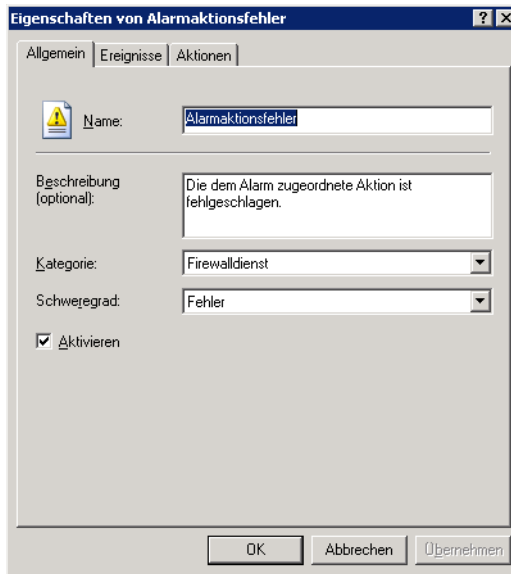 Eigenschaften von Alarmaktionsfehler
Allgemein Ereignisse Aktionen
Name: Alarmaktionsfehler
Beschreibung (optional):
Die dem Alarm zugeordnete Aktion ist
fehlgeschlagen.
Kategorie: Firewalldienst
Schweregrad: Fehler
Aktivieren
OK Abbrechen Übernehmen